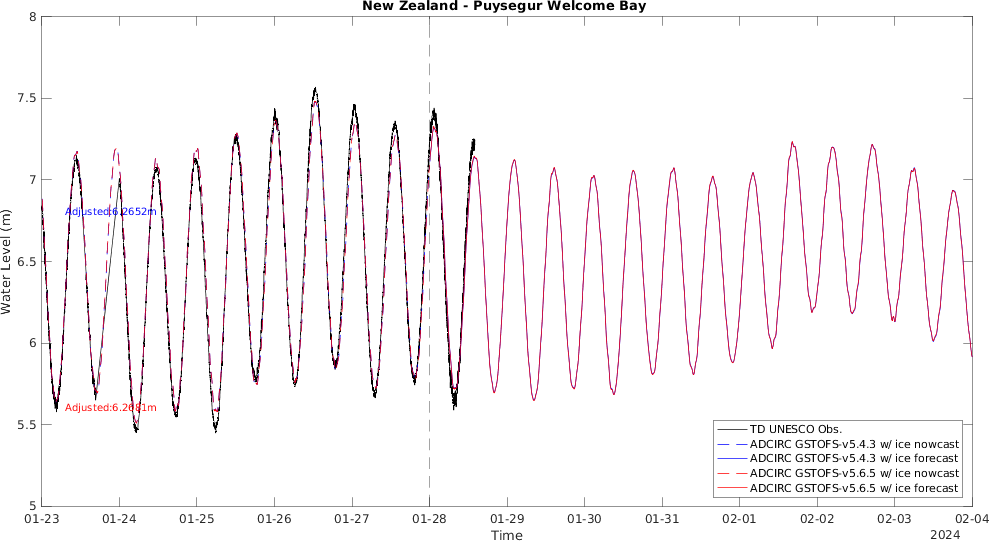 New Zealand - Puysegur Welcome Bay
8
7.5
7
6.5
6
5.5
5
Water Level (m)
Adjusted:6.2652m
Adjusted:6.2681m
TD UNESCO Obs.
ADCIRC GSTOFS-v5.4.3 w/ ice nowcast
ADCIRC GSTOFS-v5.4.3 w/ ice forecast
ADCIRC GSTOFS-v5.6.5 w/ ice nowcast
ADCIRC GSTOFS-v5.6.5 w/ ice forecast
01-23 01-24 01-25 01-26 01-27 01-28 01-29 01-30 01-31 02-01 02-02 02-03 02-04
Time
2024